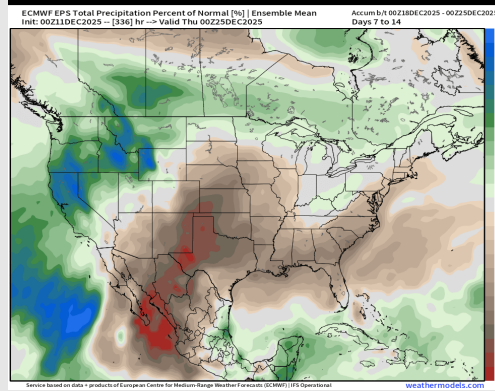 ECMWF EPS Total Precipitation Percent of Normal [%] | Ensemble Mean
Init: 00Z11DEC2025 -- [336] hr --> Valid Thu 00Z25DEC2025
Accum b/t 00Z18DEC2025 - 00Z25DEC2025
Days 7 to 14
Service based on data + products of European Centre for Medium-Range Weather Forecasts (ECMWF) | IFS Operational
weathermodels.com